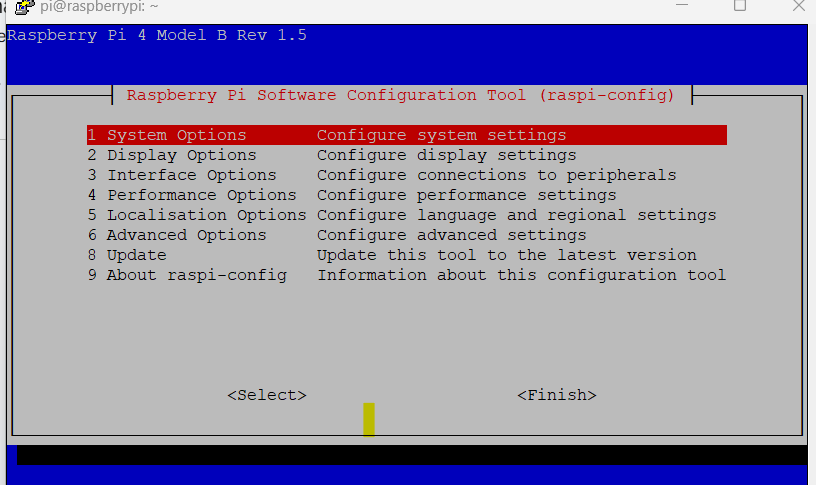 pi@raspberrypi: ~
Raspberry Pi 4 Model B Rev 1.5
Raspberry Pi Software Configuration Tool (raspi-config)
1 System Options       Configure system settings
2 Display Options      Configure display settings
3 Interface Options    Configure connections to peripherals
4 Performance Options  Configure performance settings
5 Localisation Options Configure language and regional settings
6 Advanced Options     Configure advanced settings
8 Update               Update this tool to the latest version
9 About raspi-config   Information about this configuration tool
<Select>                     <Finish>